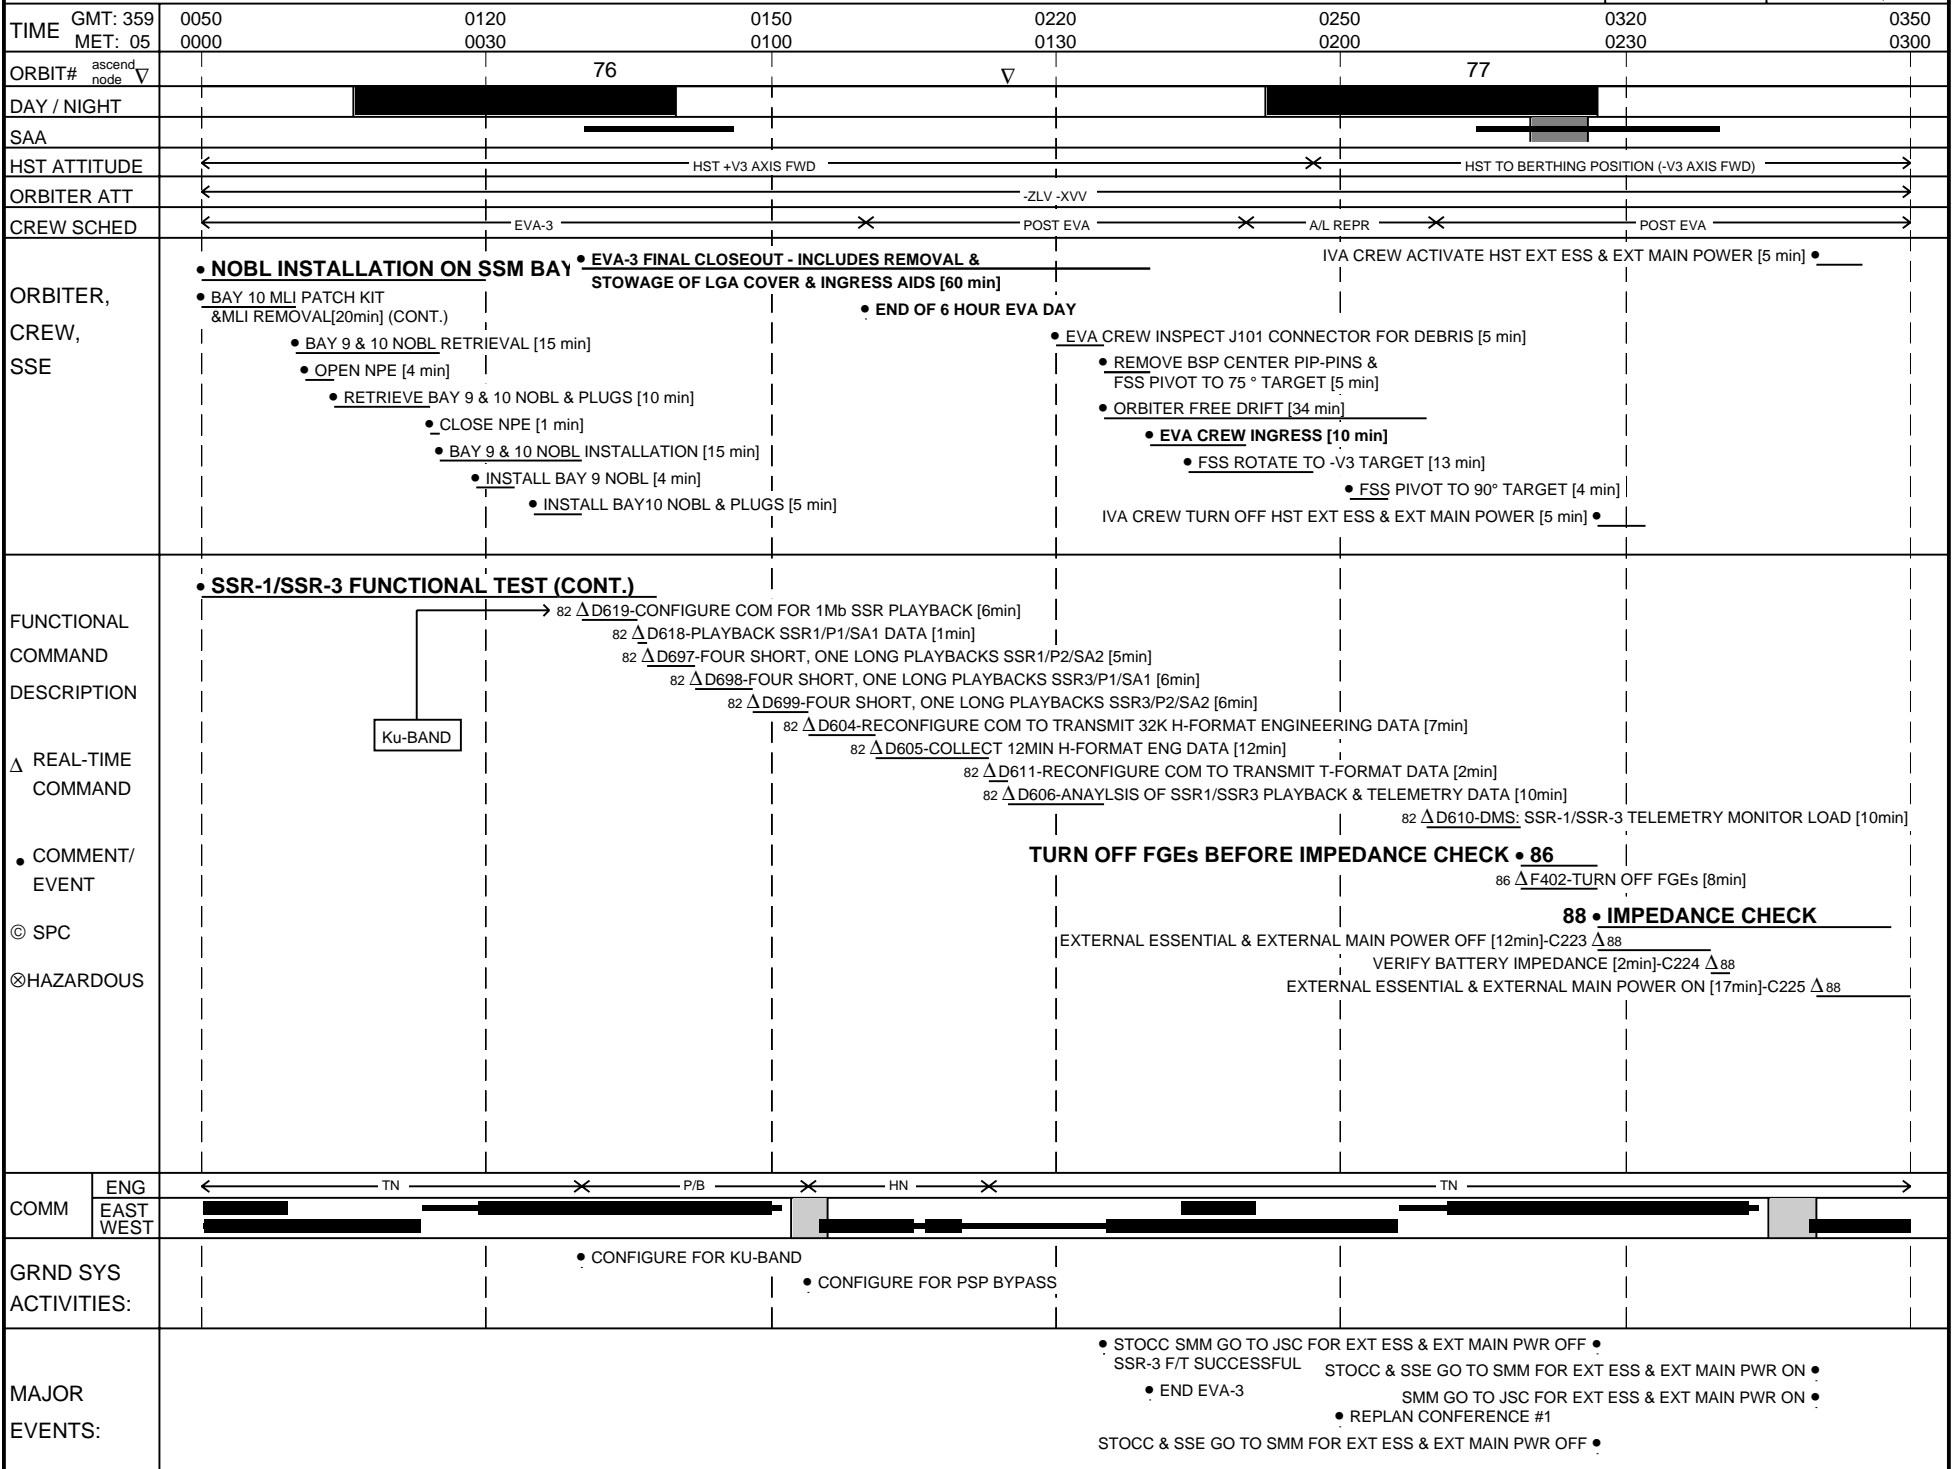 TIME GMT: 359 0050 0120 0150 0220 0250 0320 0350
MET: 05 0000 0030 0100 0130 0200 0230 0300
ORBIT# ascend node ∇ 76 ∇ 77
DAY / NIGHT
SAA
HST ATTITUDE HST +V3 AXIS FWD HST TO BERTHING POSITION (-V3 AXIS FWD)
ORBITER ATT -ZLV -XVV
CREW SCHED EVA-3 POST EVA A/L REPR POST EVA
ORBITER,
CREW,
SSE
• NOBL INSTALLATION ON SSM BAY
• EVA-3 FINAL CLOSEOUT - INCLUDES REMOVAL &
STOWAGE OF LGA COVER & INGRESS AIDS [60 min]
IVA CREW ACTIVATE HST EXT ESS & EXT MAIN POWER [5 min] •
• BAY 10 MLI PATCH KIT
&MLI REMOVAL[20min] (CONT.)
• END OF 6 HOUR EVA DAY
• BAY 9 & 10 NOBL RETRIEVAL [15 min]
• EVA CREW INSPECT J101 CONNECTOR FOR DEBRIS [5 min]
• OPEN NPE [4 min]
• REMOVE BSP CENTER PIP-PINS &
FSS PIVOT TO 75 ° TARGET [5 min]
• RETRIEVE BAY 9 & 10 NOBL & PLUGS [10 min]
• ORBITER FREE DRIFT [34 min]
• CLOSE NPE [1 min]
• EVA CREW INGRESS [10 min]
• BAY 9 & 10 NOBL INSTALLATION [15 min]
• FSS ROTATE TO -V3 TARGET [13 min]
• INSTALL BAY 9 NOBL [4 min]
• FSS PIVOT TO 90° TARGET [4 min]
• INSTALL BAY10 NOBL & PLUGS [5 min]
IVA CREW TURN OFF HST EXT ESS & EXT MAIN POWER [5 min] •
FUNCTIONAL
COMMAND
DESCRIPTION
∆ REAL-TIME
COMMAND
• COMMENT/
EVENT
© SPC
⊗HAZARDOUS
• SSR-1/SSR-3 FUNCTIONAL TEST (CONT.)
82 ∆ D619-CONFIGURE COM FOR 1Mb SSR PLAYBACK [6min]
82 ∆ D618-PLAYBACK SSR1/P1/SA1 DATA [1min]
82 ∆ D697-FOUR SHORT, ONE LONG PLAYBACKS SSR1/P2/SA2 [5min]
82 ∆ D698-FOUR SHORT, ONE LONG PLAYBACKS SSR3/P1/SA1 [6min]
82 ∆ D699-FOUR SHORT, ONE LONG PLAYBACKS SSR3/P2/SA2 [6min]
82 ∆ D604-RECONFIGURE COM TO TRANSMIT 32K H-FORMAT ENGINEERING DATA [7min]
Ku-BAND
82 ∆ D605-COLLECT 12MIN H-FORMAT ENG DATA [12min]
82 ∆ D611-RECONFIGURE COM TO TRANSMIT T-FORMAT DATA [2min]
82 ∆ D606-ANAYLSIS OF SSR1/SSR3 PLAYBACK & TELEMETRY DATA [10min]
82 ∆ D610-DMS: SSR-1/SSR-3 TELEMETRY MONITOR LOAD [10min]
TURN OFF FGEs BEFORE IMPEDANCE CHECK • 86
86 ∆ F402-TURN OFF FGEs [8min]
88 • IMPEDANCE CHECK
EXTERNAL ESSENTIAL & EXTERNAL MAIN POWER OFF [12min]-C223 ∆ 88
VERIFY BATTERY IMPEDANCE [2min]-C224 ∆ 88
EXTERNAL ESSENTIAL & EXTERNAL MAIN POWER ON [17min]-C225 ∆ 88
COMM ENG TN P/B HN TN
EAST
WEST
GRND SYS
ACTIVITIES:
• CONFIGURE FOR KU-BAND
• CONFIGURE FOR PSP BYPASS
MAJOR
EVENTS:
• STOCC SMM GO TO JSC FOR EXT ESS & EXT MAIN PWR OFF •
SSR-3 F/T SUCCESSFUL
STOCC & SSE GO TO SMM FOR EXT ESS & EXT MAIN PWR ON •
• END EVA-3
SMM GO TO JSC FOR EXT ESS & EXT MAIN PWR ON •
• REPLAN CONFERENCE #1
STOCC & SSE GO TO SMM FOR EXT ESS & EXT MAIN PWR OFF •